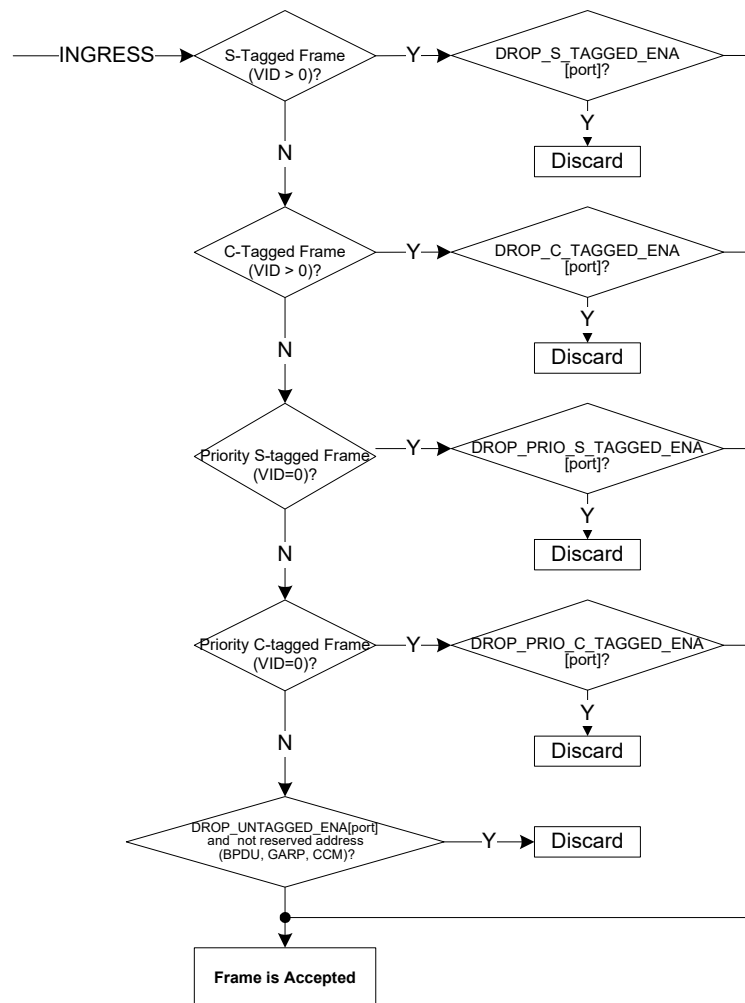 INGRESS
S-Tagged Frame
(VID > 0)?
Y
DROP_S_TAGGED_ENA
[port]?
Y
Discard
N
C-Tagged Frame
(VID > 0)?
Y
DROP_C_TAGGED_ENA
[port]?
Y
Discard
N
Priority S-tagged Frame
(VID=0)?
Y
DROP_PRIO_S_TAGGED_ENA
[port]?
Y
Discard
N
Priority C-tagged Frame
(VID=0)?
Y
DROP_PRIO_C_TAGGED_ENA
[port]?
Y
Discard
N
DROP_UNTAGGED_ENA[port]
and not reserved address
(BPDU, GARP, CCM)?
Y
Discard
Frame is Accepted